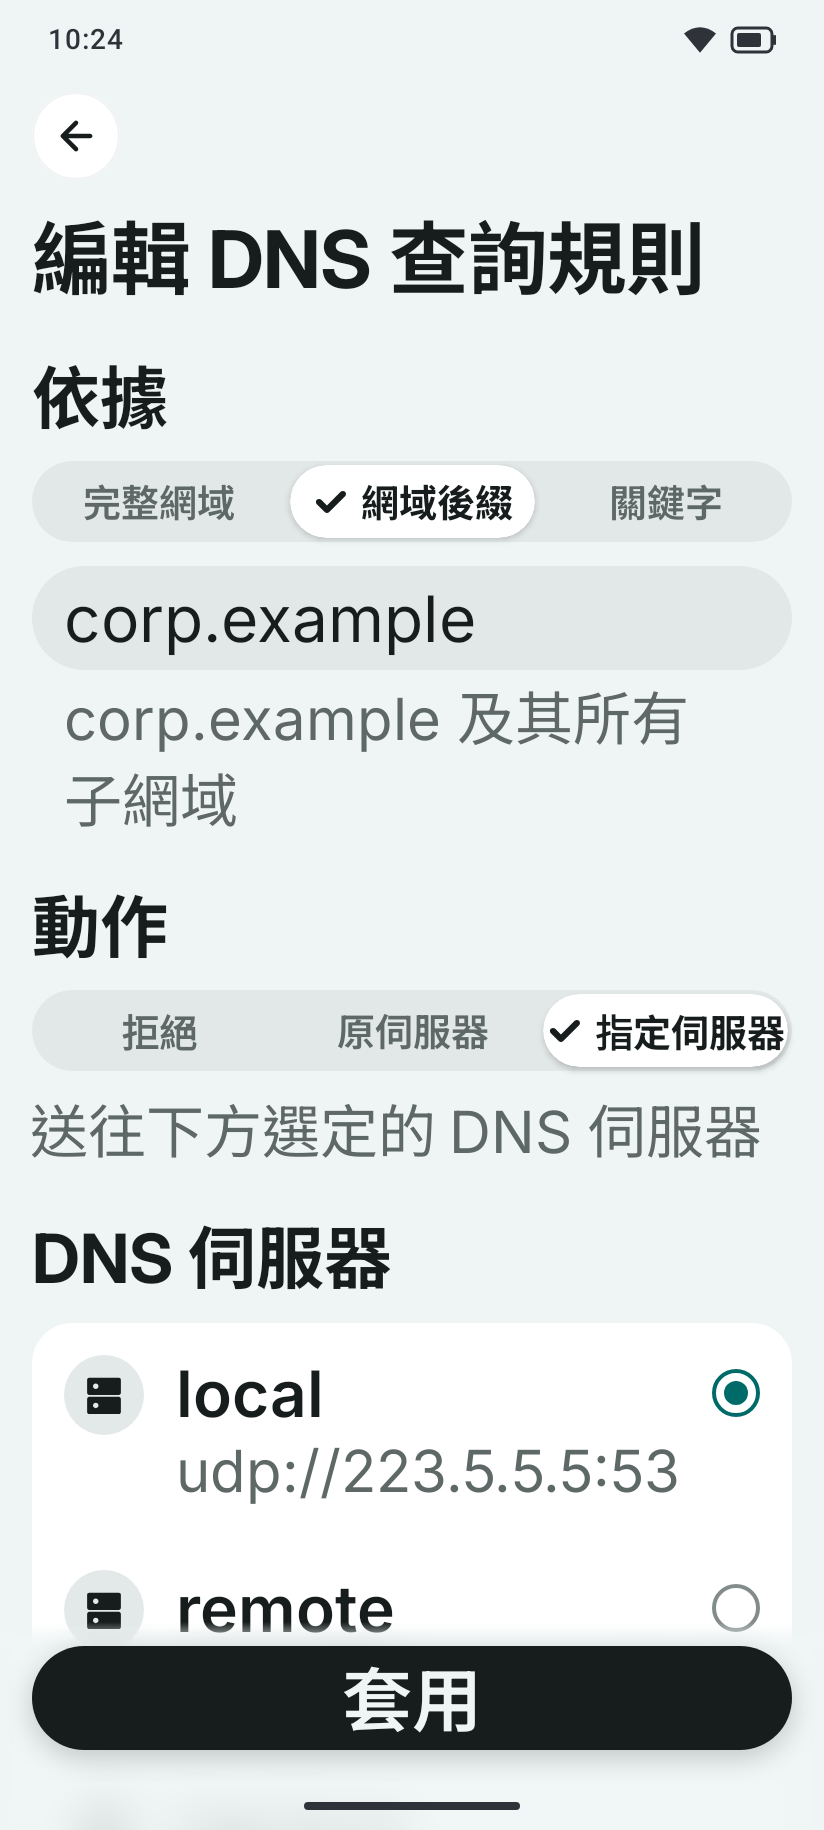 10:24
編輯 DNS 查詢規則
依據
完整網域
網域後綴
關鍵字
corp.example
corp.example 及其所有
子網域
動作
拒絕
原伺服器
指定伺服器
送往下方選定的 DNS 伺服器
DNS 伺服器
local
udp://223.5.5.5:53
remote
套用